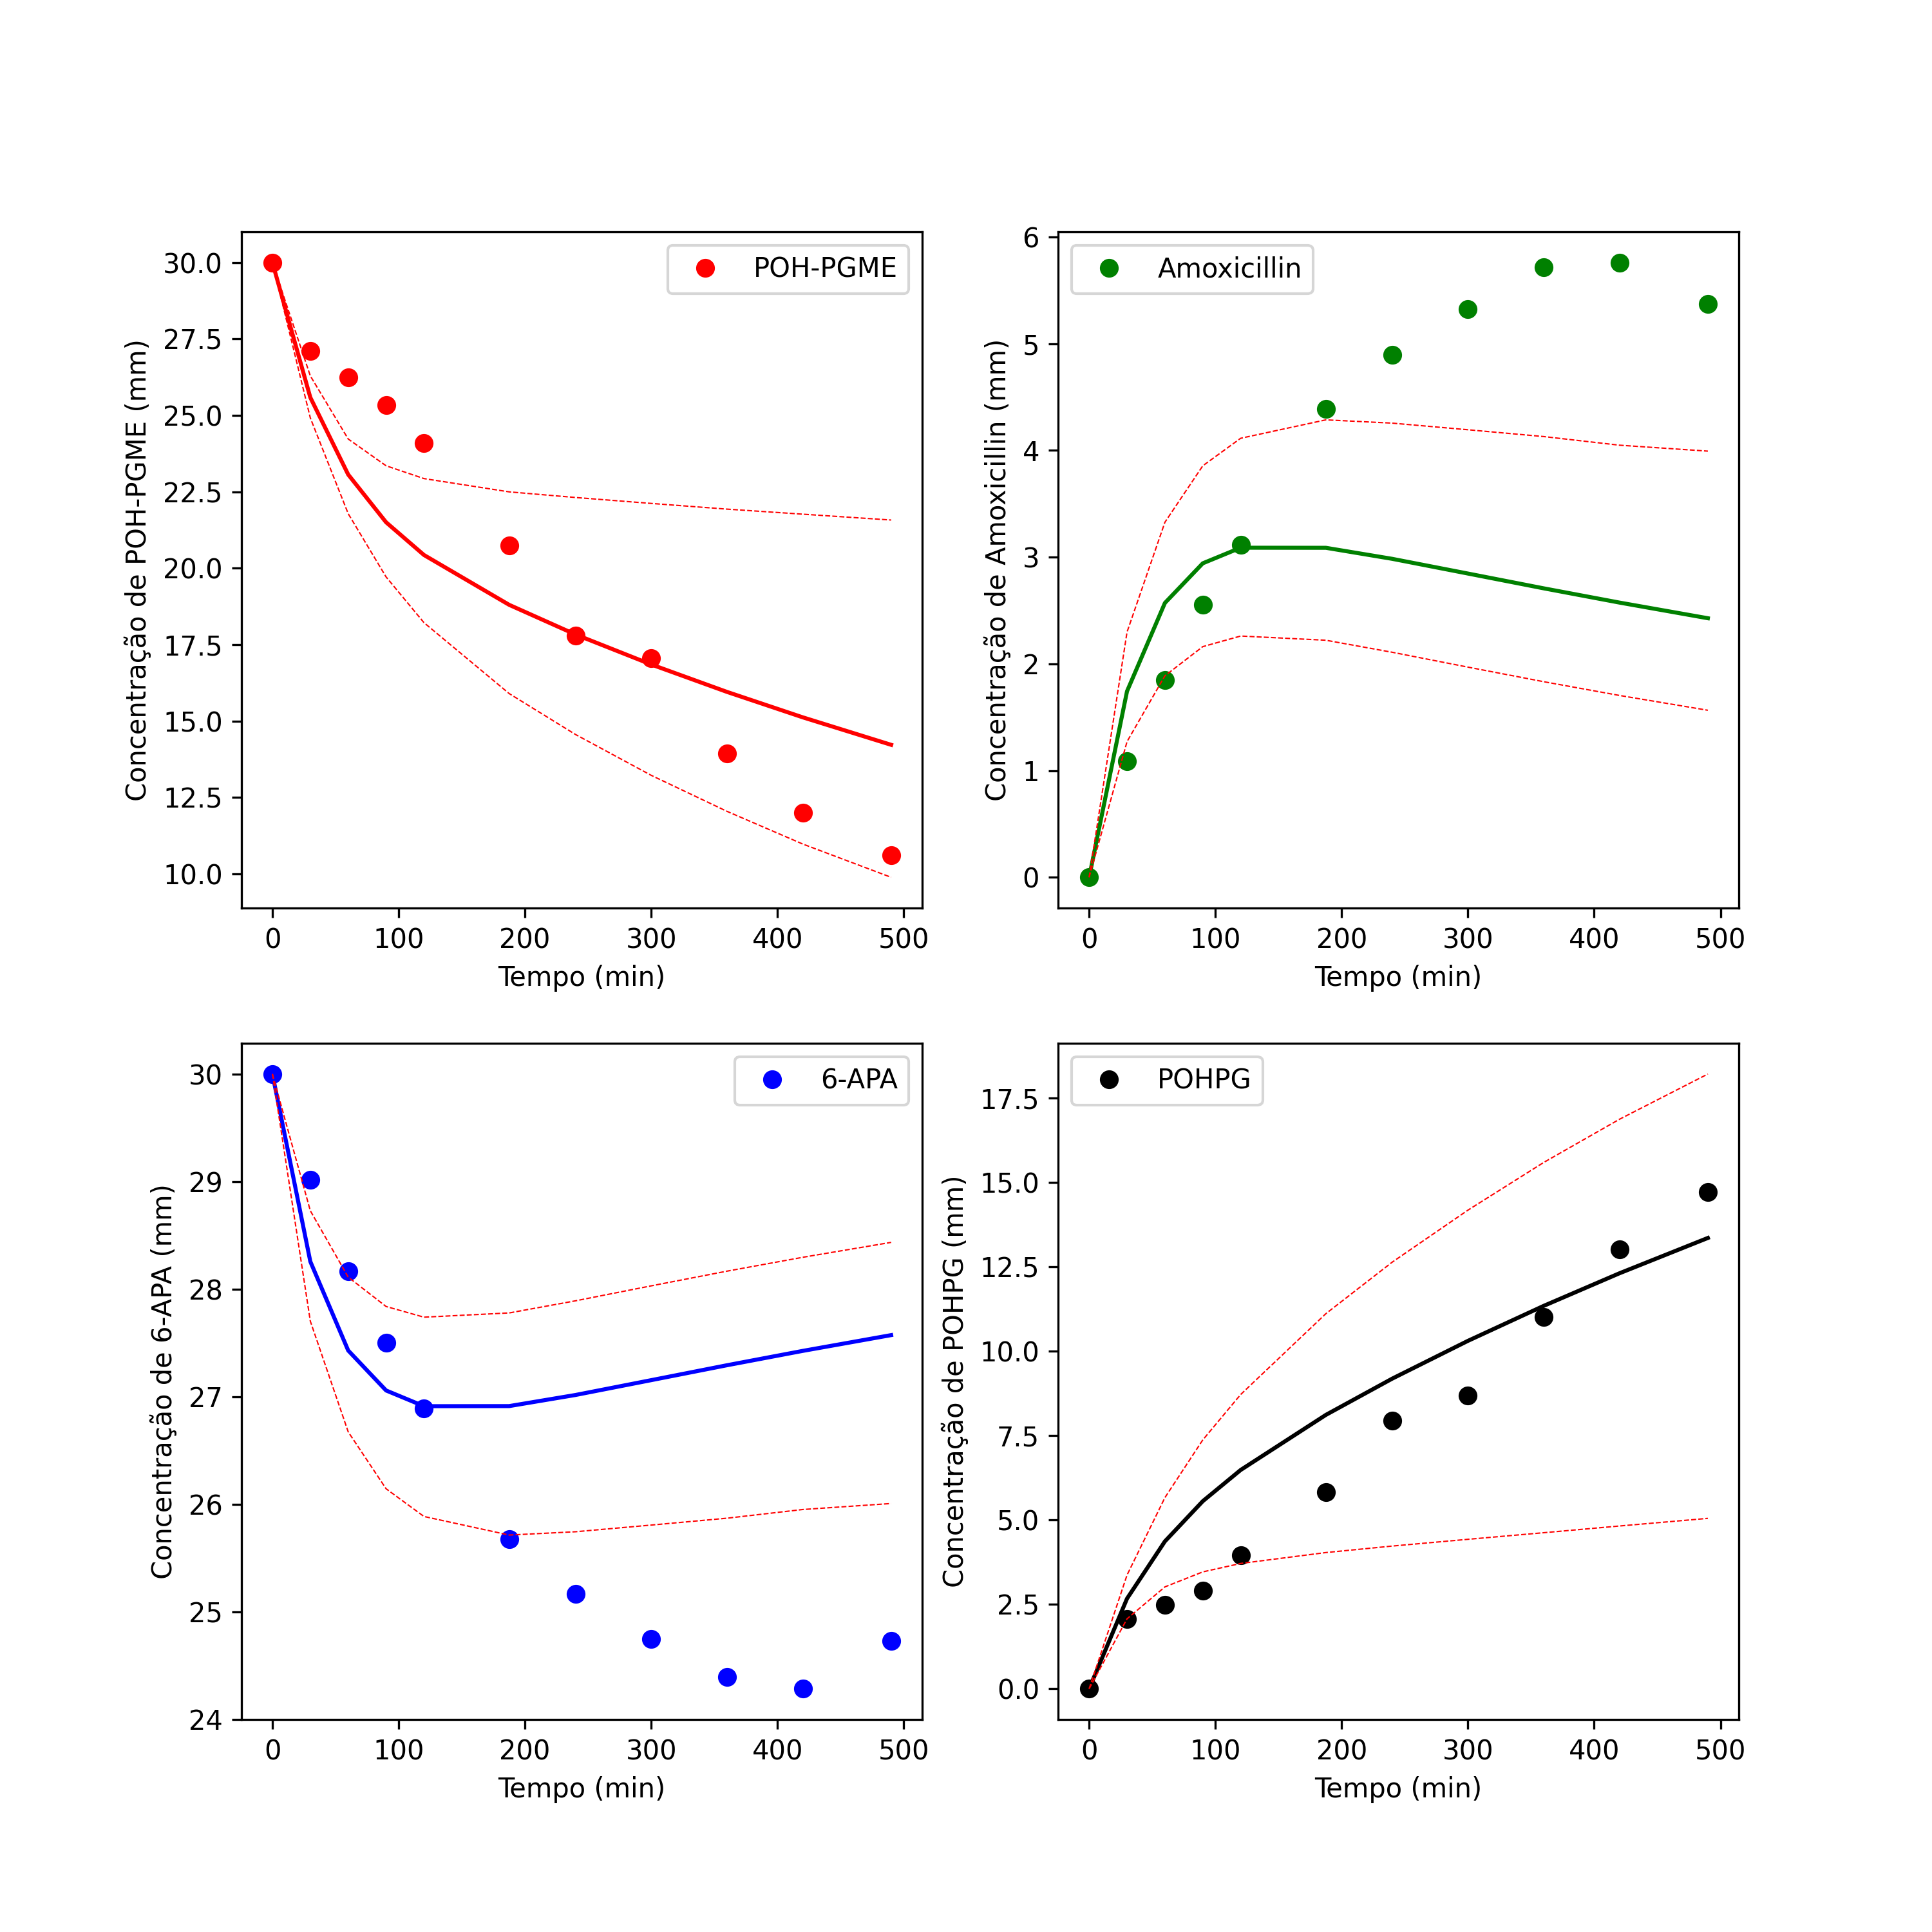 POH-PGME
Concentração de POH-PGME (mm)
30.0
27.5
25.0
22.5
20.0
17.5
15.0
12.5
10.0
0 100 200 300 400 500
Tempo (min)
Amoxicillin
Concentração de Amoxicillin (mm)
6
5
4
3
2
1
0
0 100 200 300 400 500
Tempo (min)
6-APA
Concentração de 6-APA (mm)
30
29
28
27
26
25
24
0 100 200 300 400 500
Tempo (min)
POHPG
Concentração de POHPG (mm)
17.5
15.0
12.5
10.0
7.5
5.0
2.5
0.0
0 100 200 300 400 500
Tempo (min)